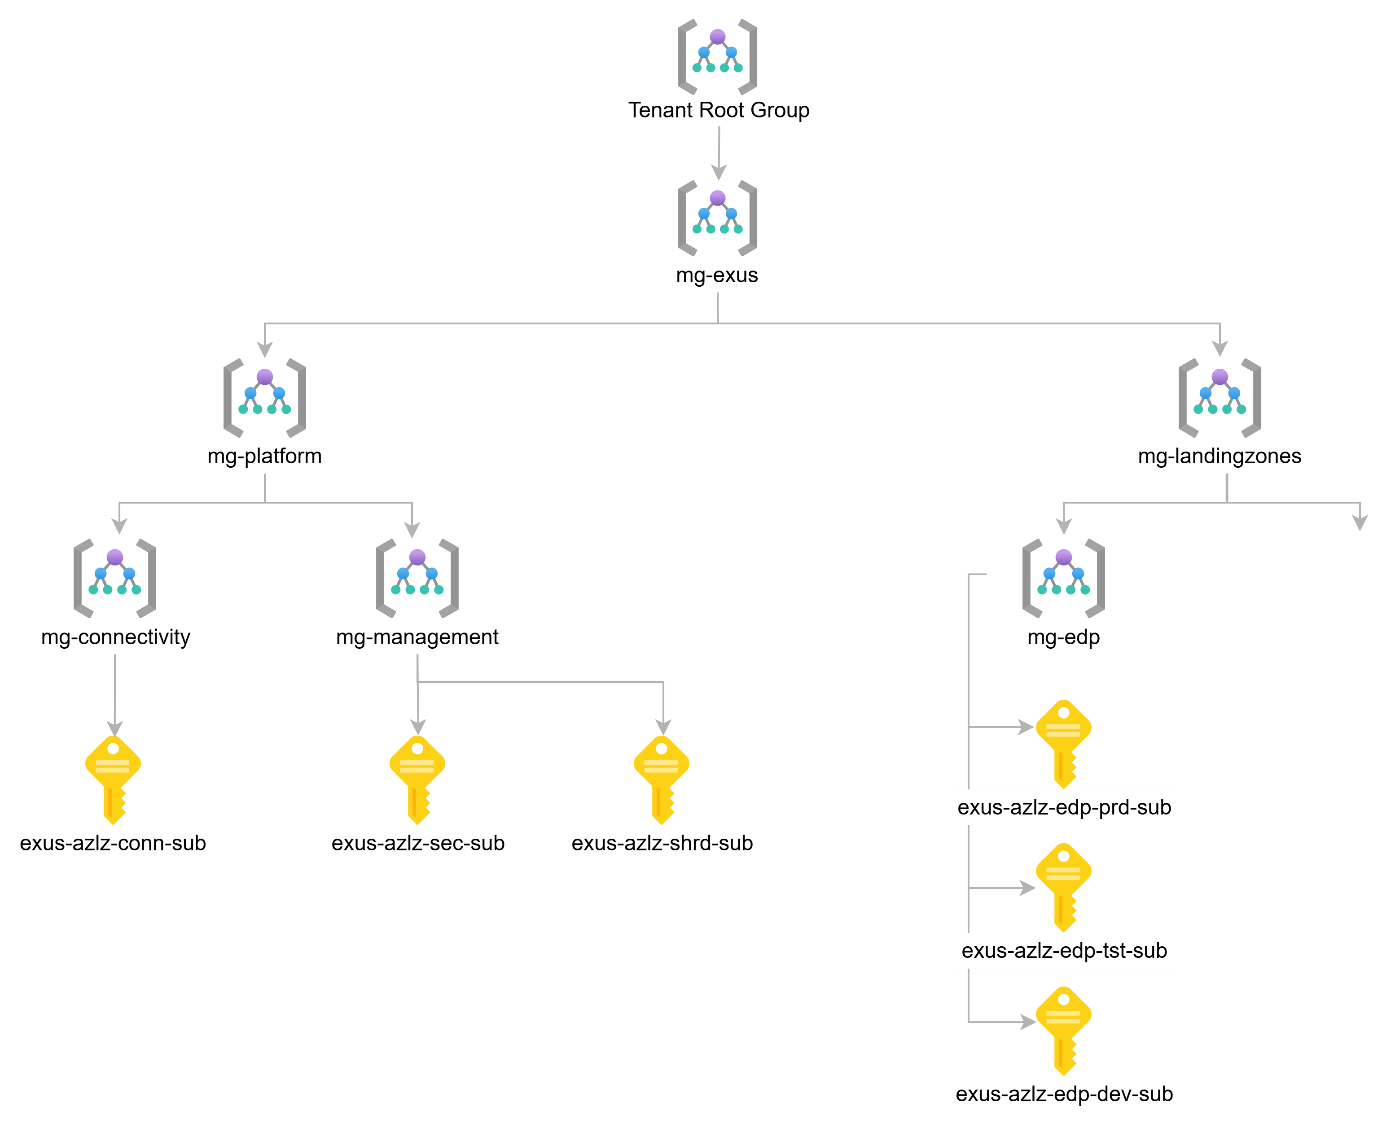 Tenant Root Group
mg-exus
mg-platform
mg-landingzones
mg-connectivity
mg-management
mg-edp
exus-azlz-edp-prd-sub
exus-azlz-conn-sub
exus-azlz-sec-sub
exus-azlz-shrd-sub
exus-azlz-edp-tst-sub
exus-azlz-edp-dev-sub